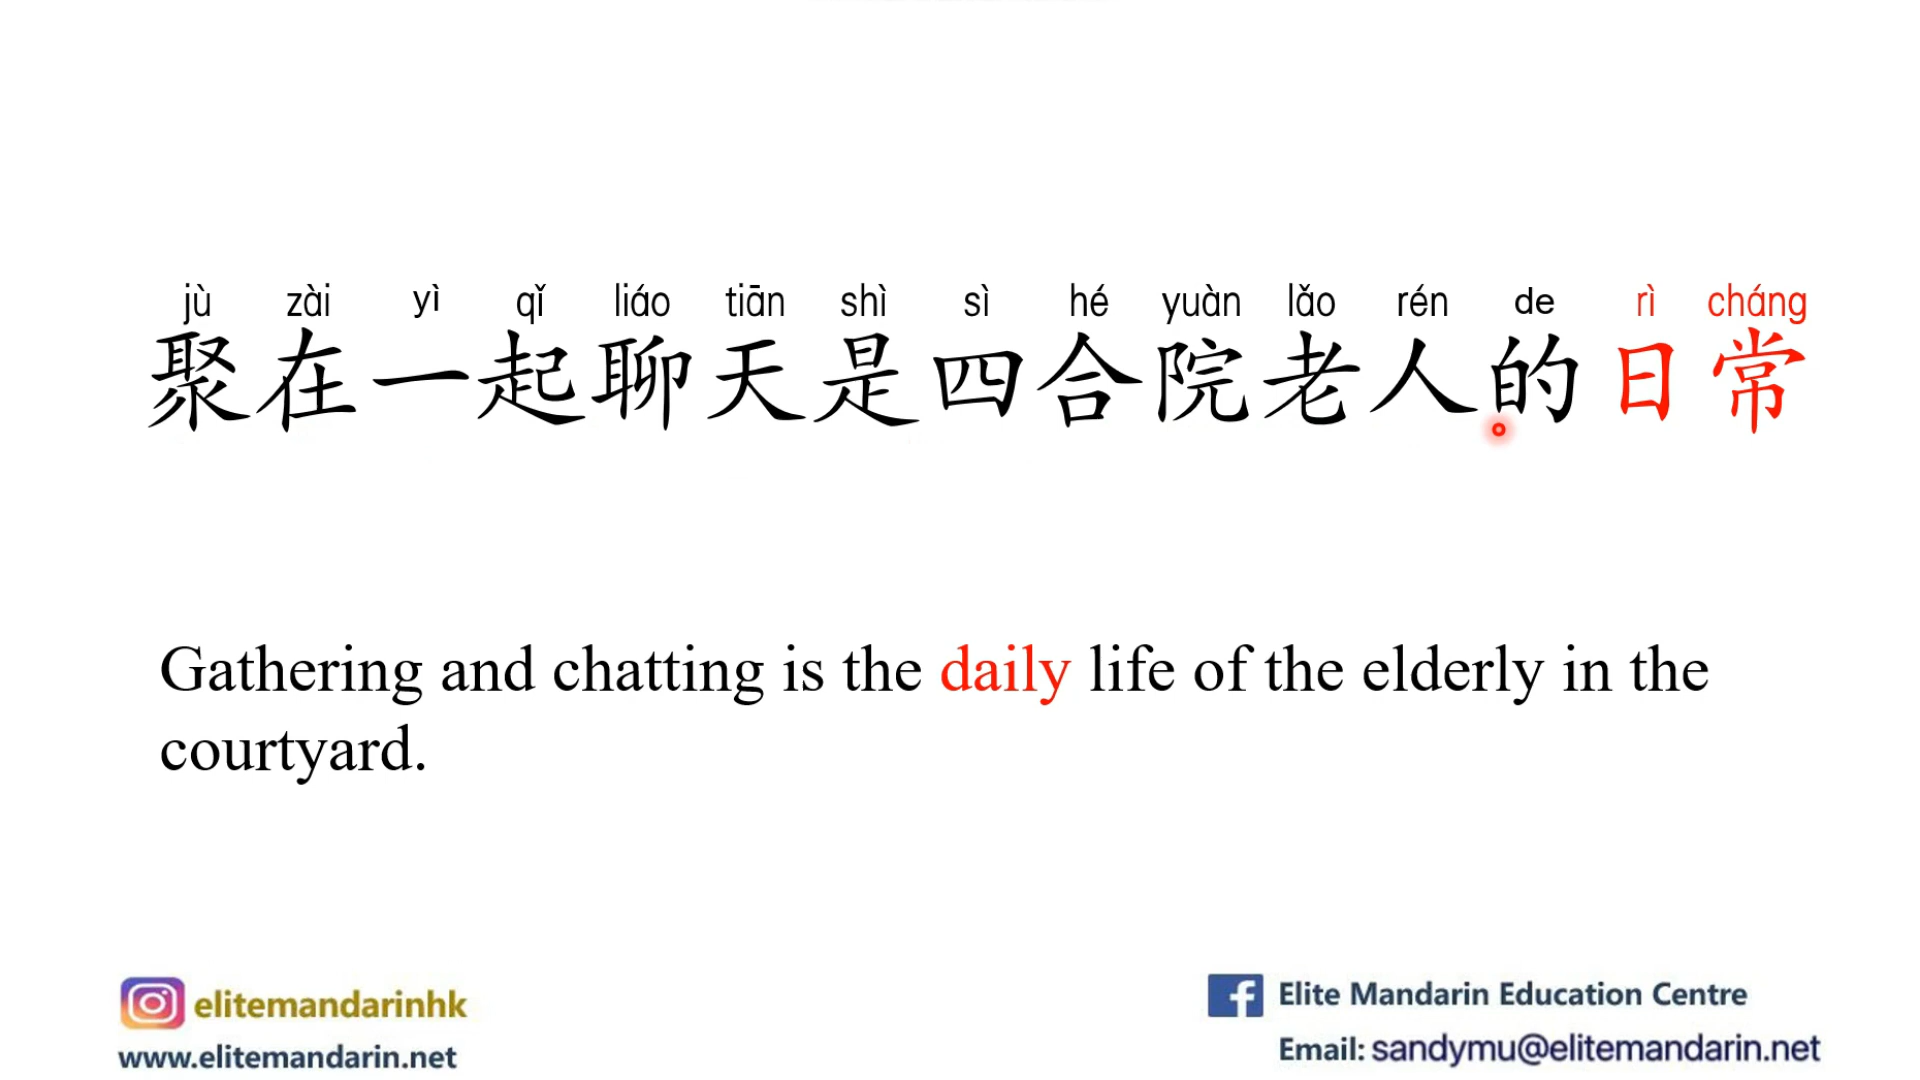 jù zài yì qǐ liáo tiān shì sì hé yuàn lǎo rén de rì cháng
聚在一起聊天是四合院老人的日常
Gathering and chatting is the daily life of the elderly in the
courtyard.
elitemandarinhk
www.elitemandarin.net
Elite Mandarin Education Centre
Email: sandymu@elitemandarin.net